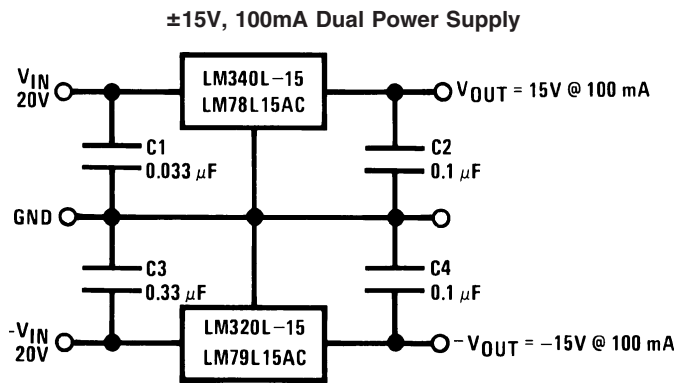 ±15V, 100mA Dual Power Supply
VIN
20V
LM340L–15
LM78L15AC
VOUT = 15V @ 100 mA
C1
0.033 μF
C2
0.1 μF
GND
C3
0.33 μF
C4
0.1 μF
-VIN
20V
LM320L–15
LM79L15AC
–VOUT = –15V @ 100 mA